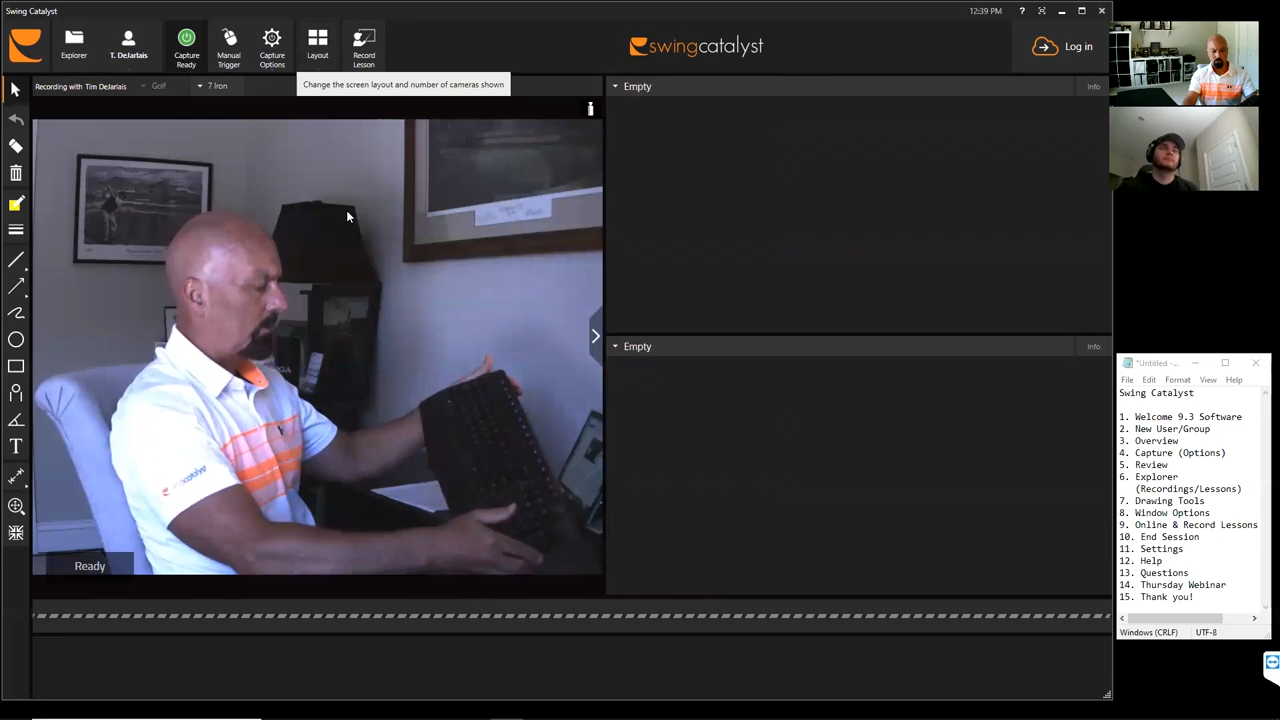 Swing Catalyst
12:39 PM
?
Explorer
T. DeJarlais
Capture
Ready
Manual
Trigger
Capture
Options
Layout
Record
Lesson
swingcatalyst
Log in
Recording with Tim DeJarlais
Golf
7 Iron
Change the screen layout and number of cameras shown
Empty
Info
Empty
Info
T
Ready
*Untitled -...
File Edit Format View Help
Swing Catalyst
1. Welcome 9.3 Software
2. New User/Group
3. Overview
4. Capture (Options)
5. Review
6. Explorer
(Recordings/Lessons)
7. Drawing Tools
8. Window Options
9. Online & Record Lessons
10. End Session
11. Settings
12. Help
13. Questions
14. Thursday Webinar
15. Thank you!
Windows (CRLF) UTF-8